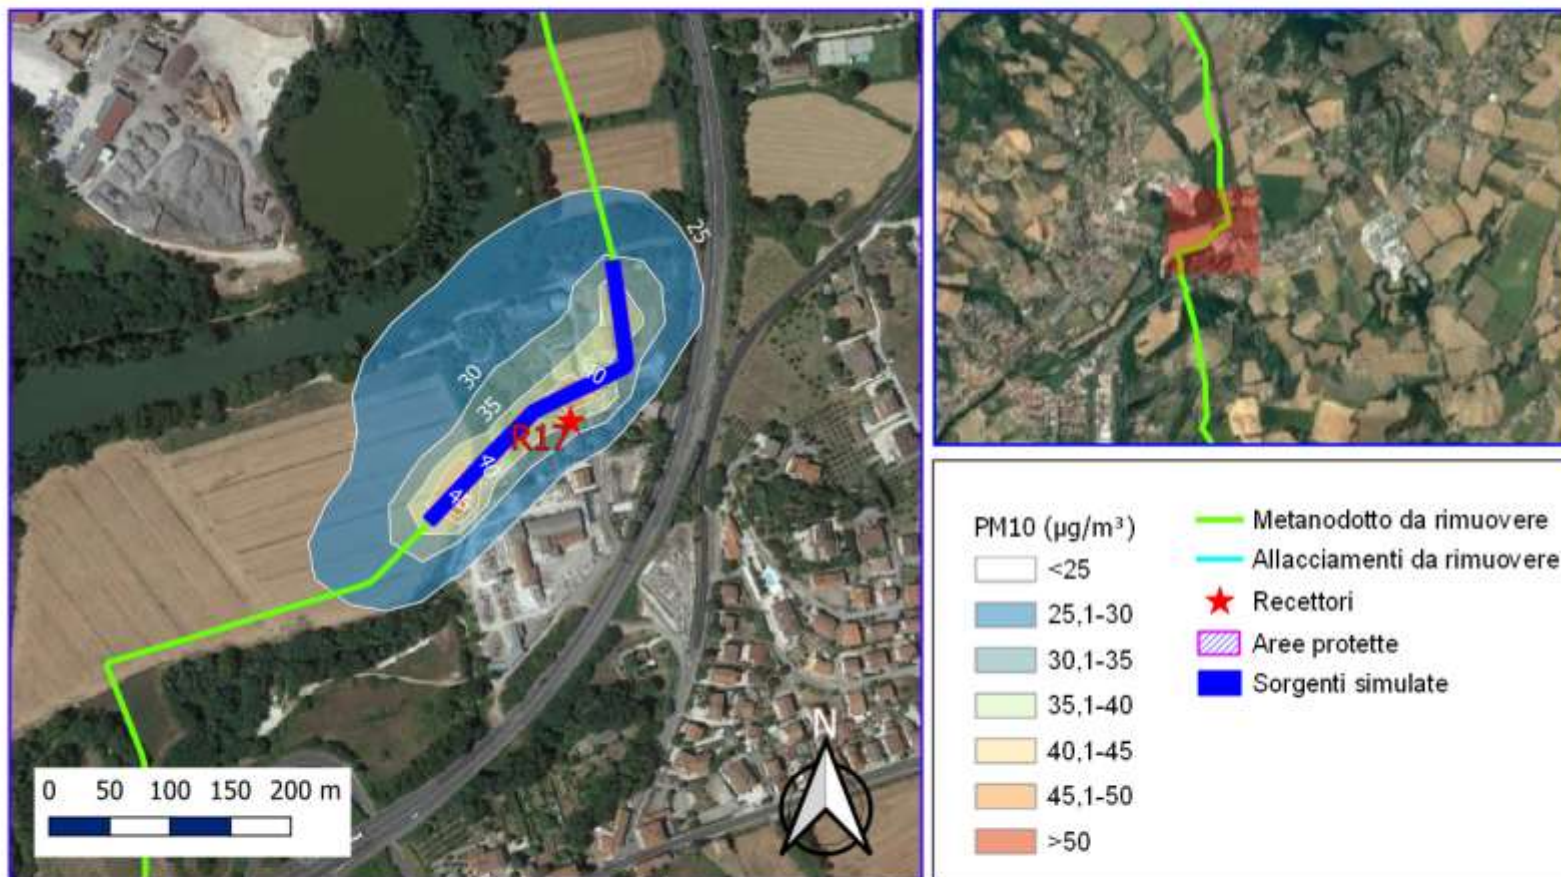 25
30
35
40
R17
40
0 50 100 150 200 m
N
PM10 (µg/m³)
<25
25,1-30
30,1-35
35,1-40
40,1-45
45,1-50
>50
Metanodotto da rimuovere
Allacciamenti da rimuovere
Recettori
Aree protette
Sorgenti simulate